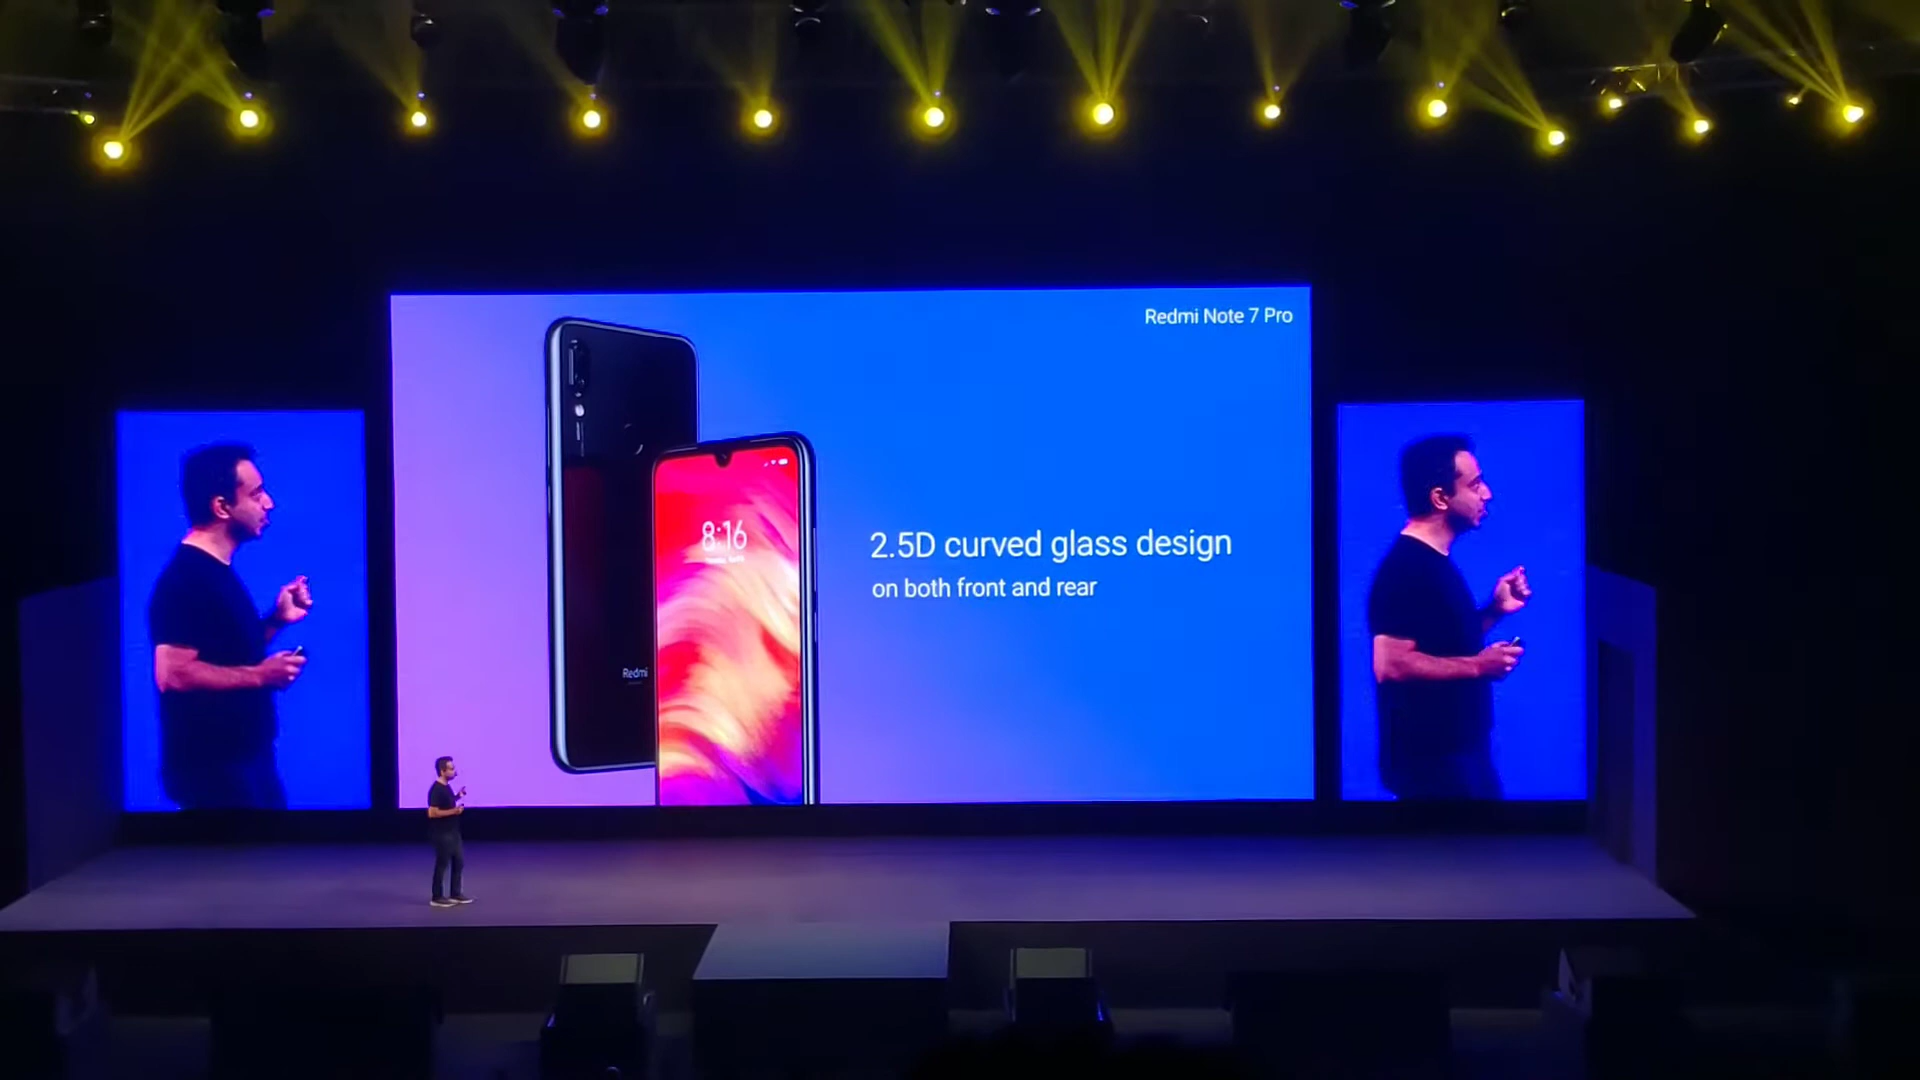 Redmi Note 7 Pro
8:16
2.5D curved glass design
on both front and rear
Redmi